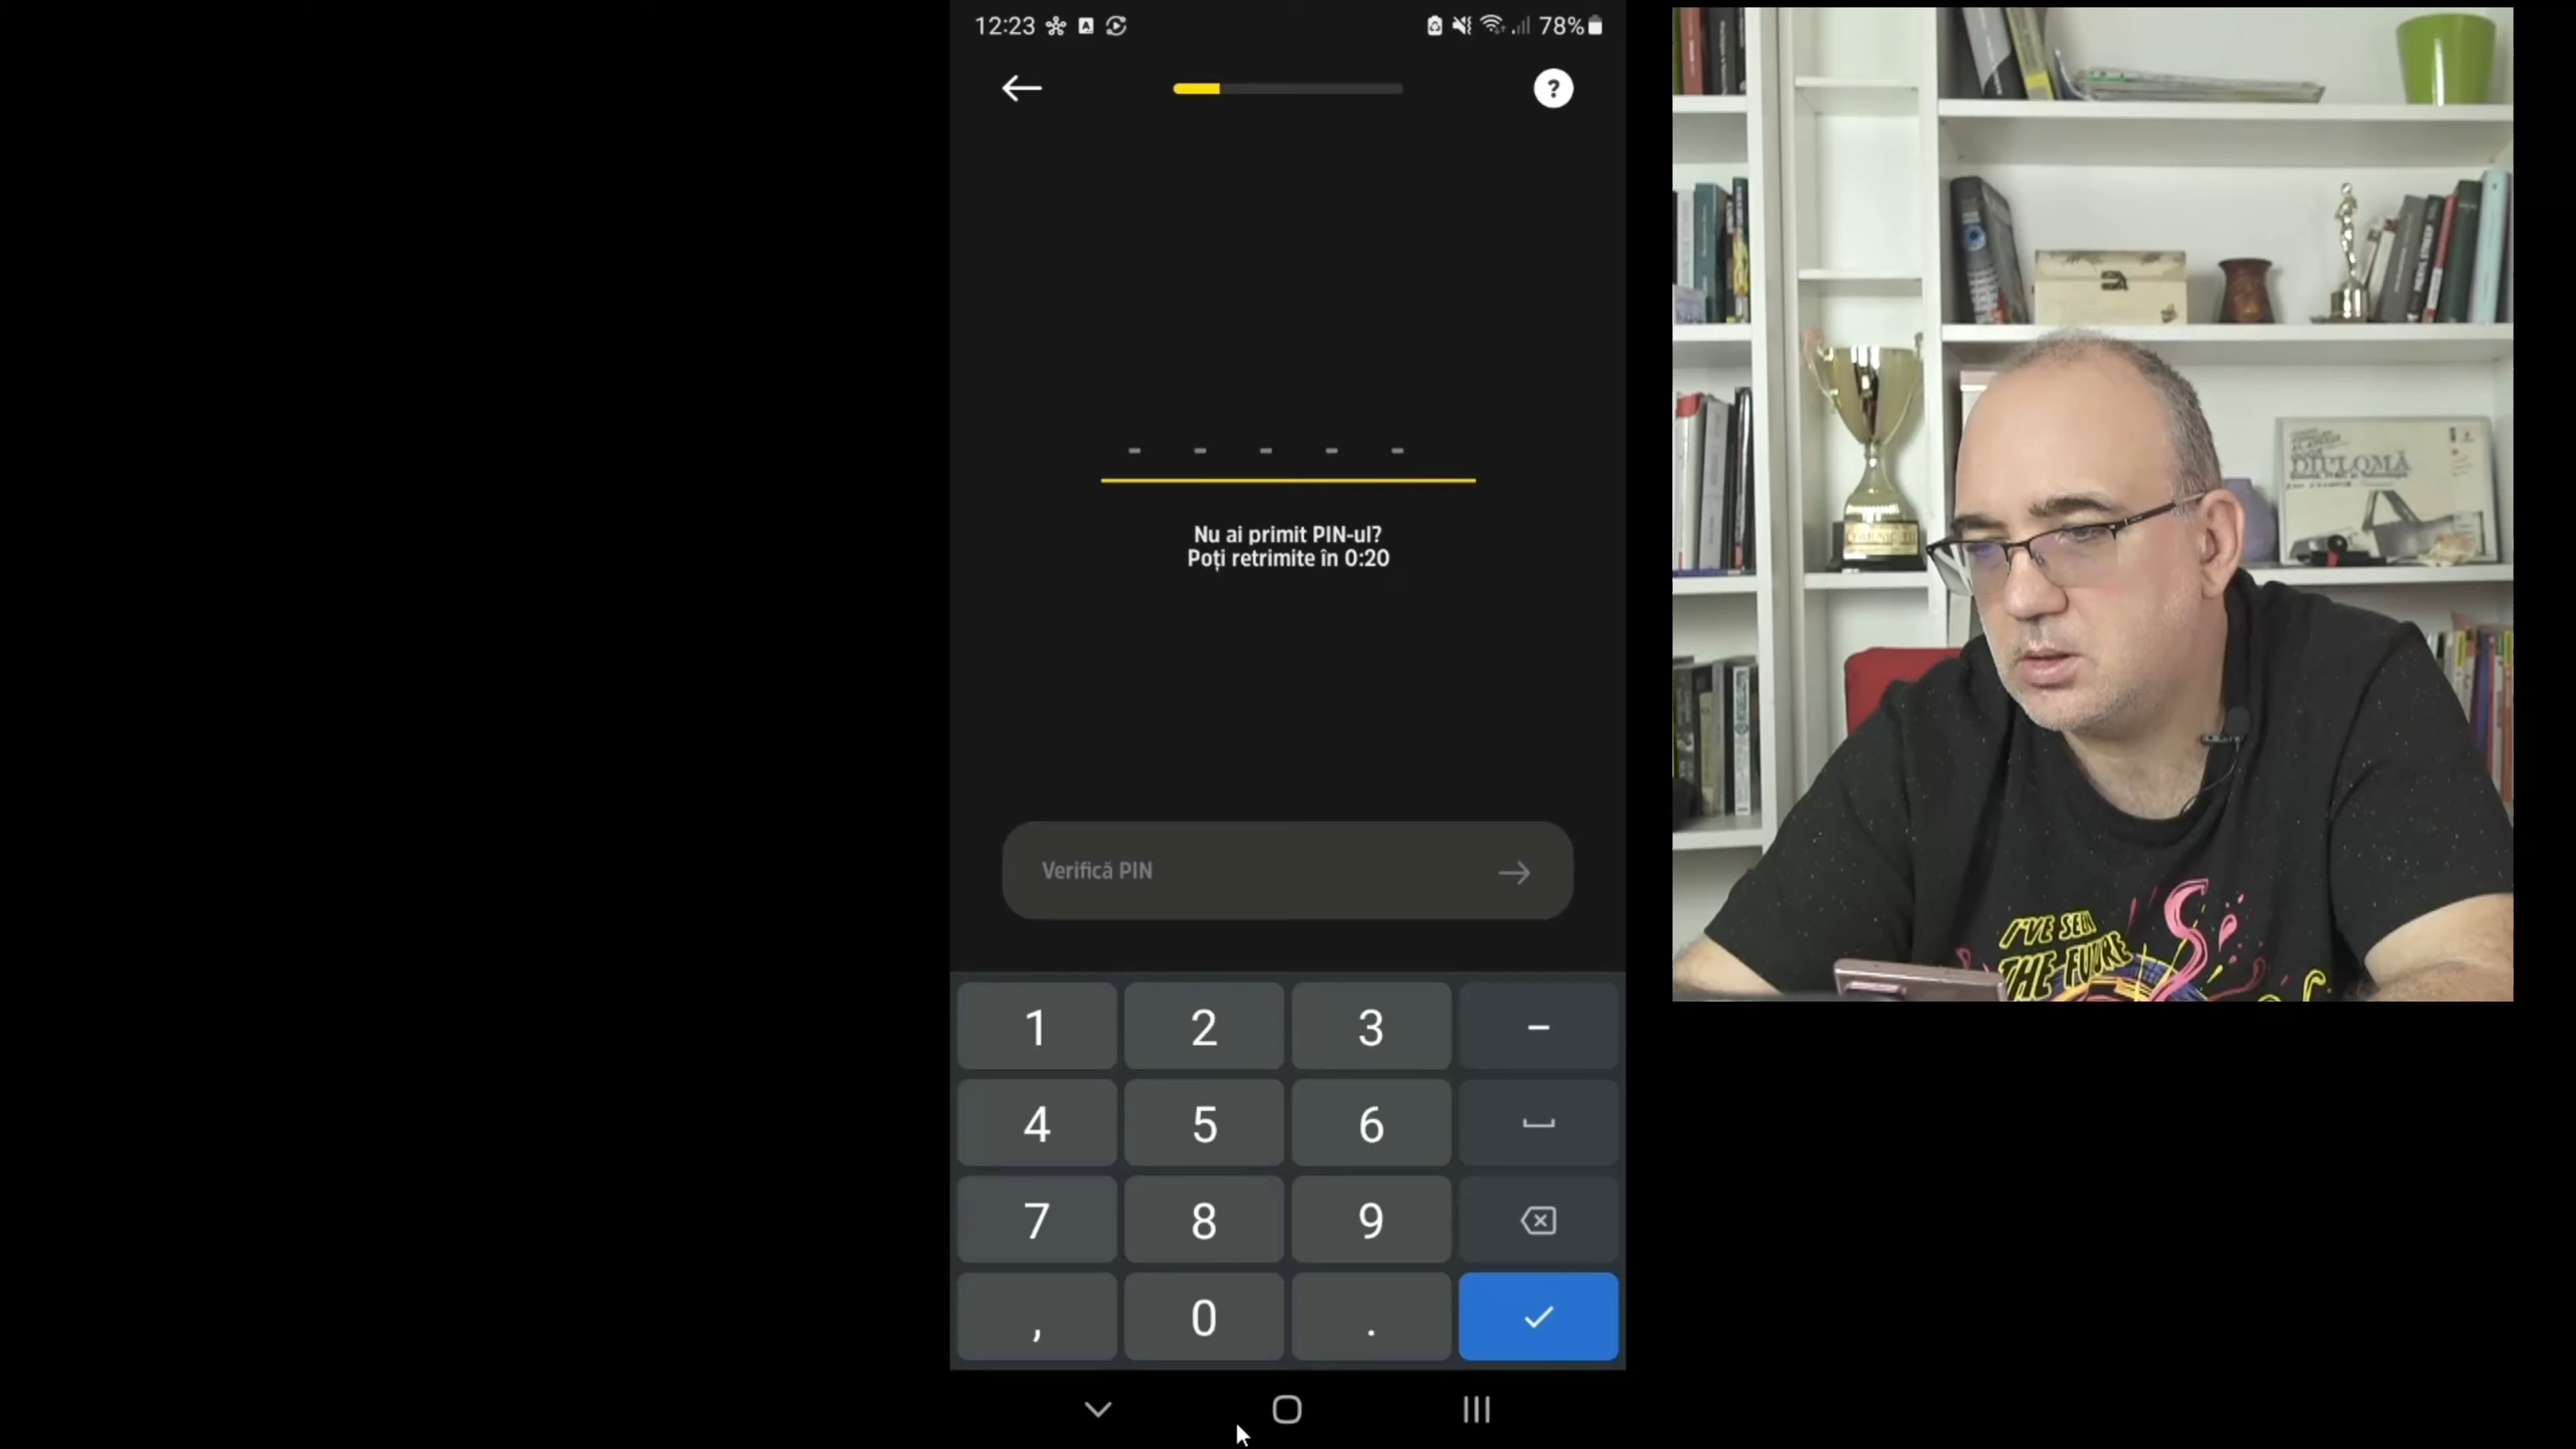 12:23
78%
?
- - - - -
Nu ai primit PIN-ul?
Poți retrimite în 0:20
Verifică PIN
1 2 3 -
4 5 6
7 8 9
, 0 .
DIPLOMĂ
I'VE SEEN
THE FUTURE